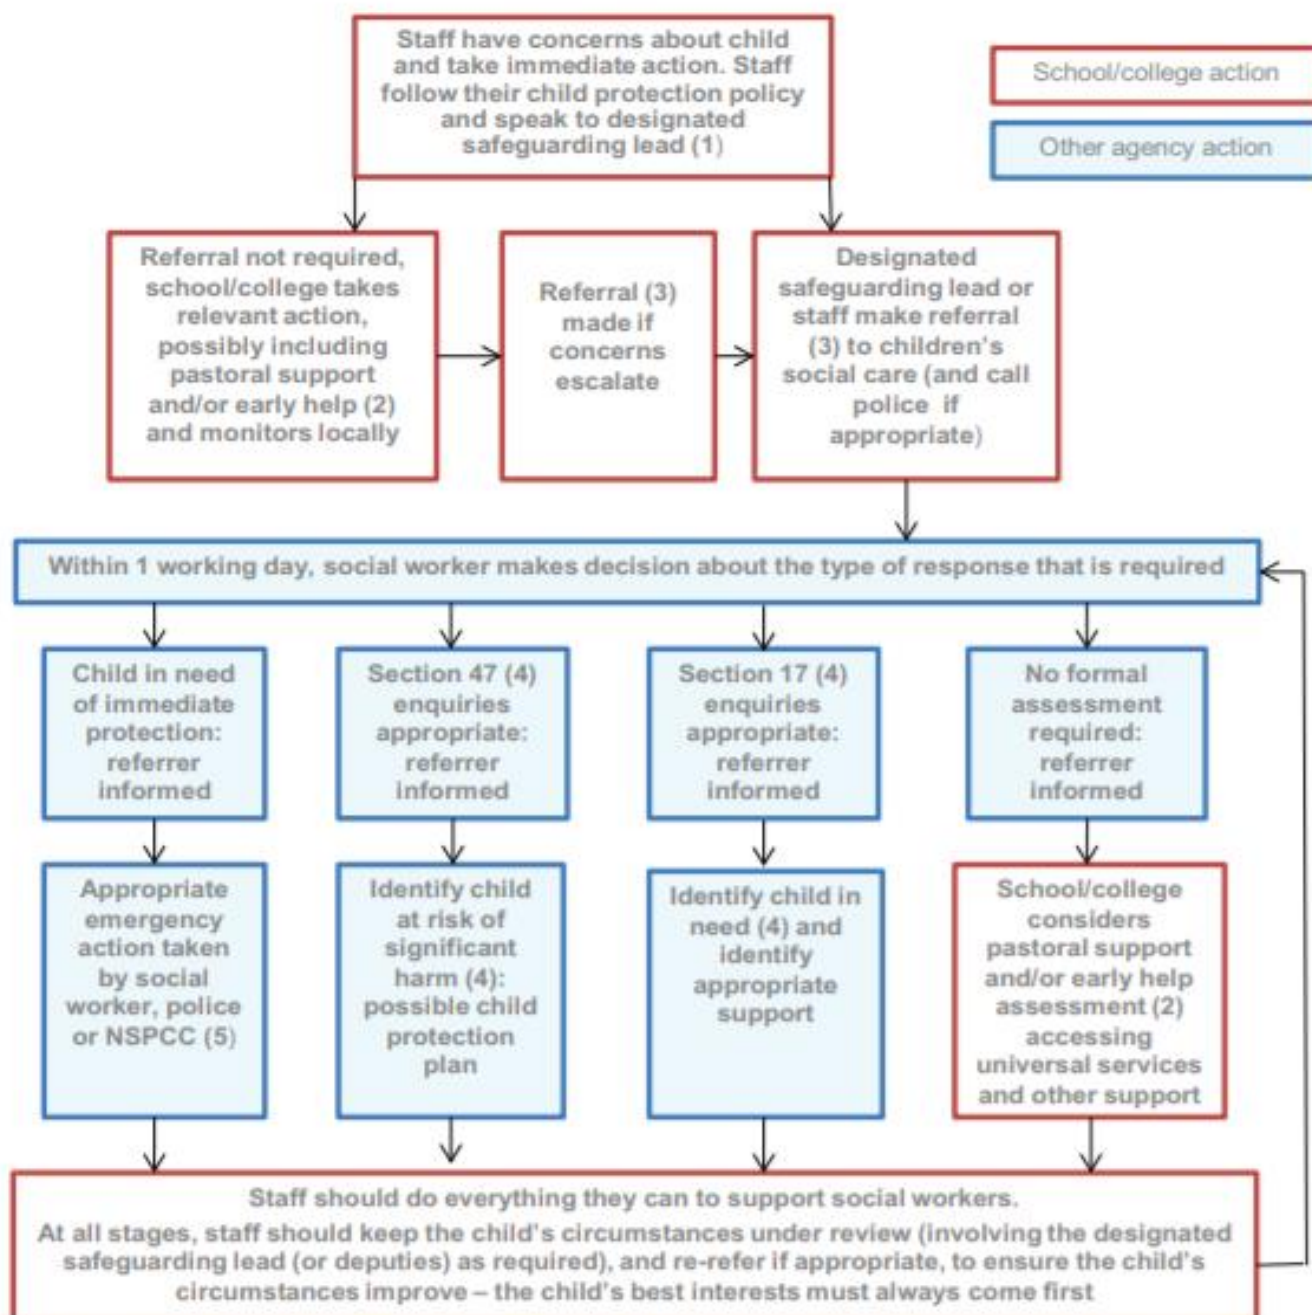 Staff have concerns about child
and take immediate action. Staff
follow their child protection policy
and speak to designated
safeguarding lead (1)
School/college action
Other agency action
Referral not required,
school/college takes
relevant action,
possibly including
pastoral support
and/or early help (2)
and monitors locally
Referral (3)
made if
concerns
escalate
Designated
safeguarding lead or
staff make referral
(3) to children's
social care (and call
police if
appropriate)
Within 1 working day, social worker makes decision about the type of response that is required
Child in need
of immediate
protection:
referrer
informed
Section 47 (4)
enquiries
appropriate:
referrer
informed
Section 17 (4)
enquiries
appropriate:
referrer
informed
No formal
assessment
required:
referrer
informed
Appropriate
emergency
action taken
by social
worker, police
or NSPCC (5)
Identify child
at risk of
significant
harm (4):
possible child
protection
plan
Identify child in
need (4) and
identify
appropriate
support
School/college
considers
pastoral support
and/or early help
assessment (2)
accessing
universal services
and other support
Staff should do everything they can to support social workers.
At all stages, staff should keep the child's circumstances under review (involving the designated
safeguarding lead (or deputies) as required), and re-refer if appropriate, to ensure the child's
circumstances improve – the child's best interests must always come first